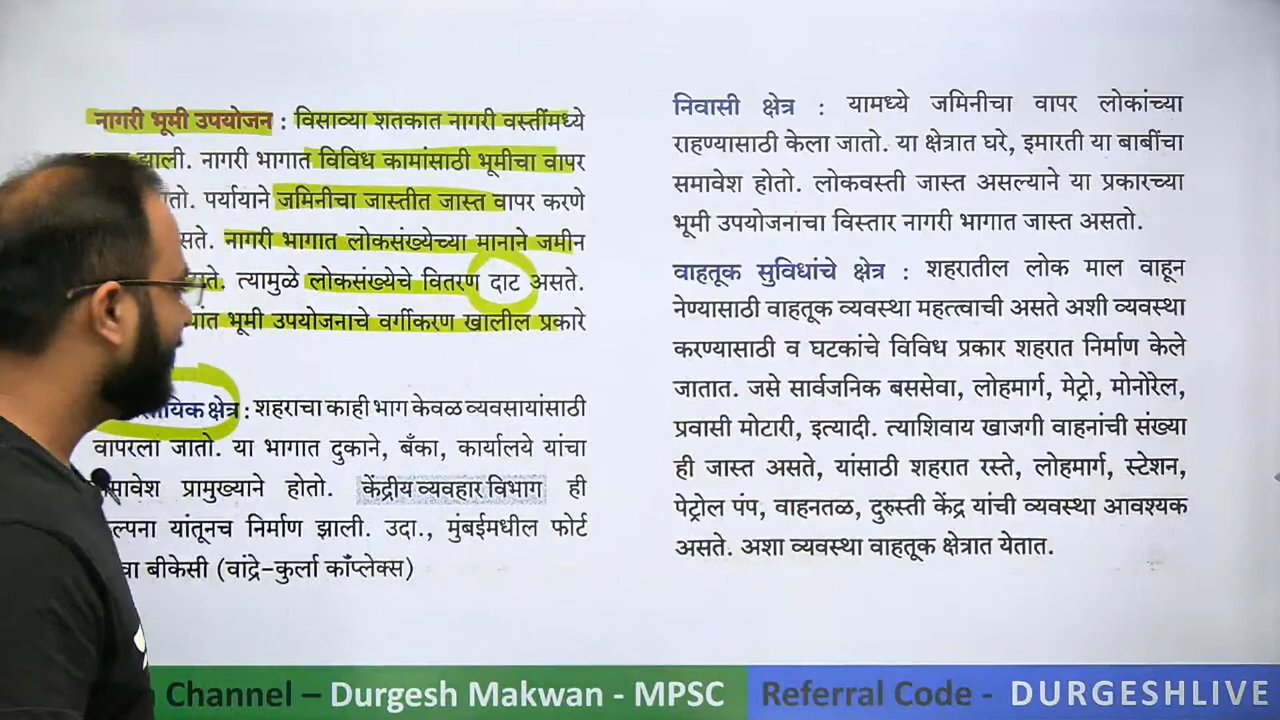 नागरी भूमी उपयोजन : विसाव्या शतकात नागरी वस्तींमध्ये
झाली. नागरी भागात विविध कामांसाठी भूमीचा वापर
पर्यायाने जमिनीचा जास्तीत जास्त वापर करणे
नागरी भागात लोकसंख्येच्या मानाने जमीन
त्यामुळे लोकसंख्येचे वितरण दाट असते.
भूमी उपयोजनाचे वर्गीकरण खालील प्रकारे
क्षेत्र : शहराचा काही भाग केवळ व्यवसायांसाठी
वापरला जातो. या भागात दुकाने, बँका, कार्यालये यांचा
प्रामुख्याने होतो. केंद्रीय व्यवहार विभाग ही
यांतूनच निर्माण झाली. उदा., मुंबईमधील फोर्ट
बीकेसी (वांद्रे-कुर्ला कॉंप्लेक्स)
निवासी क्षेत्र : यामध्ये जमिनीचा वापर लोकांच्या
राहण्यासाठी केला जातो. या क्षेत्रात घरे, इमारती या बाबींचा
समावेश होतो. लोकवस्ती जास्त असल्याने या प्रकारच्या
भूमी उपयोजनाचा विस्तार नागरी भागात जास्त असतो.
वाहतूक सुविधांचे क्षेत्र : शहरातील लोक माल वाहून
नेण्यासाठी वाहतूक व्यवस्था महत्त्वाची असते अशी व्यवस्था
करण्यासाठी व घटकांचे विविध प्रकार शहरात निर्माण केले
जातात. जसे सार्वजनिक बससेवा, लोहमार्ग, मेट्रो, मोनोरेल,
प्रवासी मोटारी, इत्यादी. त्याशिवाय खाजगी वाहनांची संख्या
ही जास्त असते, यांसाठी शहरात रस्ते, लोहमार्ग, स्टेशन,
पेट्रोल पंप, वाहनतळ, दुरुस्ती केंद्र यांची व्यवस्था आवश्यक
असते. अशा व्यवस्था वाहतूक क्षेत्रात येतात.
Channel – Durgesh Makwan - MPSC Referral Code - DURGESHLIVE